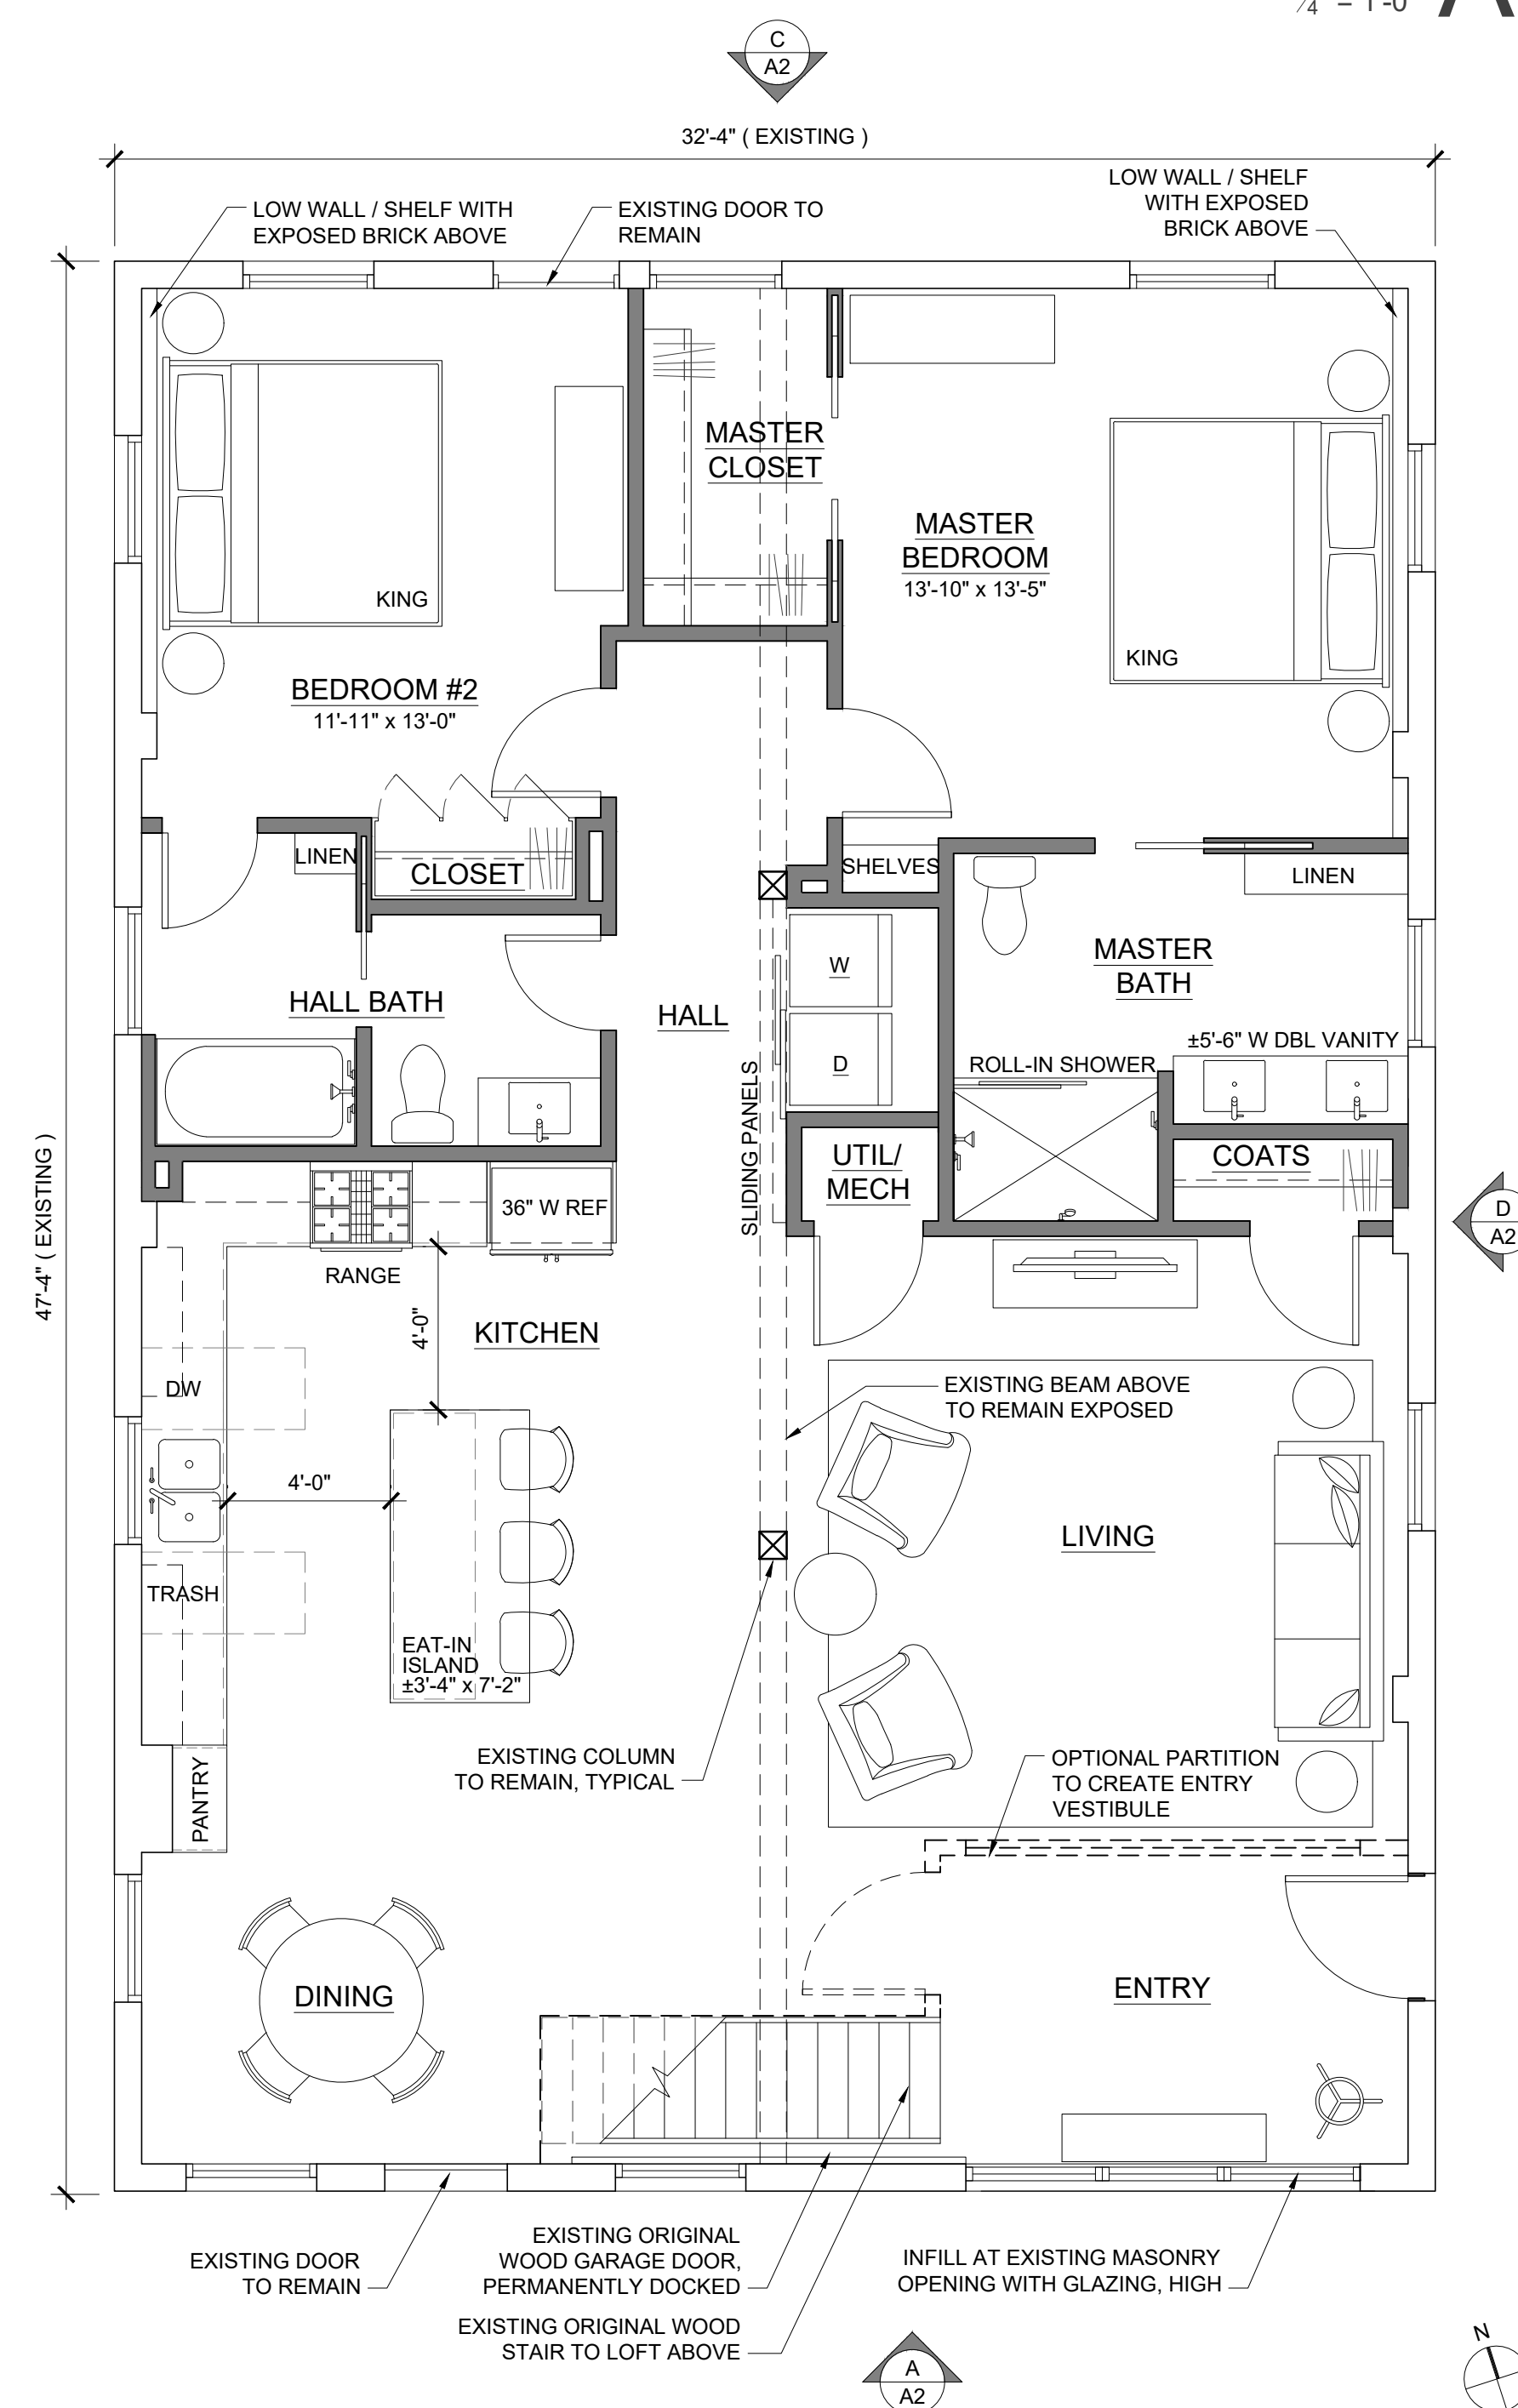 1/4" = 1'-0"
C
A2
32'-4" ( EXISTING )
LOW WALL / SHELF WITH
EXPOSED BRICK ABOVE
EXISTING DOOR TO
REMAIN
LOW WALL / SHELF
WITH EXPOSED
BRICK ABOVE
MASTER
CLOSET
MASTER
BEDROOM
13'-10" x 13'-5"
KING
KING
BEDROOM #2
11'-11" x 13'-0"
LINEN
CLOSET
SHELVES
LINEN
W
MASTER
BATH
HALL BATH
HALL
±5'-6" W DBL VANITY
D
ROLL-IN SHOWER
SLIDING PANELS
UTIL/
MECH
COATS
47'-4" ( EXISTING )
36" W REF
D
A2
RANGE
4'-0"
KITCHEN
DW
EXISTING BEAM ABOVE
TO REMAIN EXPOSED
4'-0"
LIVING
TRASH
EAT-IN
ISLAND
±3'-4" x 7'-2"
EXISTING COLUMN
TO REMAIN, TYPICAL
OPTIONAL PARTITION
TO CREATE ENTRY
VESTIBULE
PANTRY
DINING
ENTRY
EXISTING DOOR
TO REMAIN
EXISTING ORIGINAL
WOOD GARAGE DOOR,
PERMANENTLY DOCKED
INFILL AT EXISTING MASONRY
OPENING WITH GLAZING, HIGH
EXISTING ORIGINAL WOOD
STAIR TO LOFT ABOVE
N
A
A2